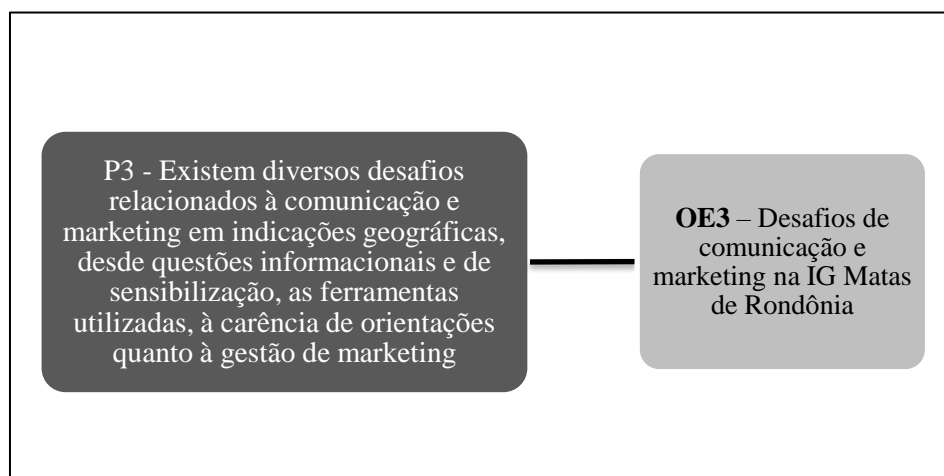 P3 - Existem diversos desafios
relacionados à comunicação e
marketing em indicações geográficas,
desde questões informacionais e de
sensibilização, as ferramentas
utilizadas, à carência de orientações
quanto à gestão de marketing
OE3 – Desafios de
comunicação e
marketing na IG Matas
de Rondônia